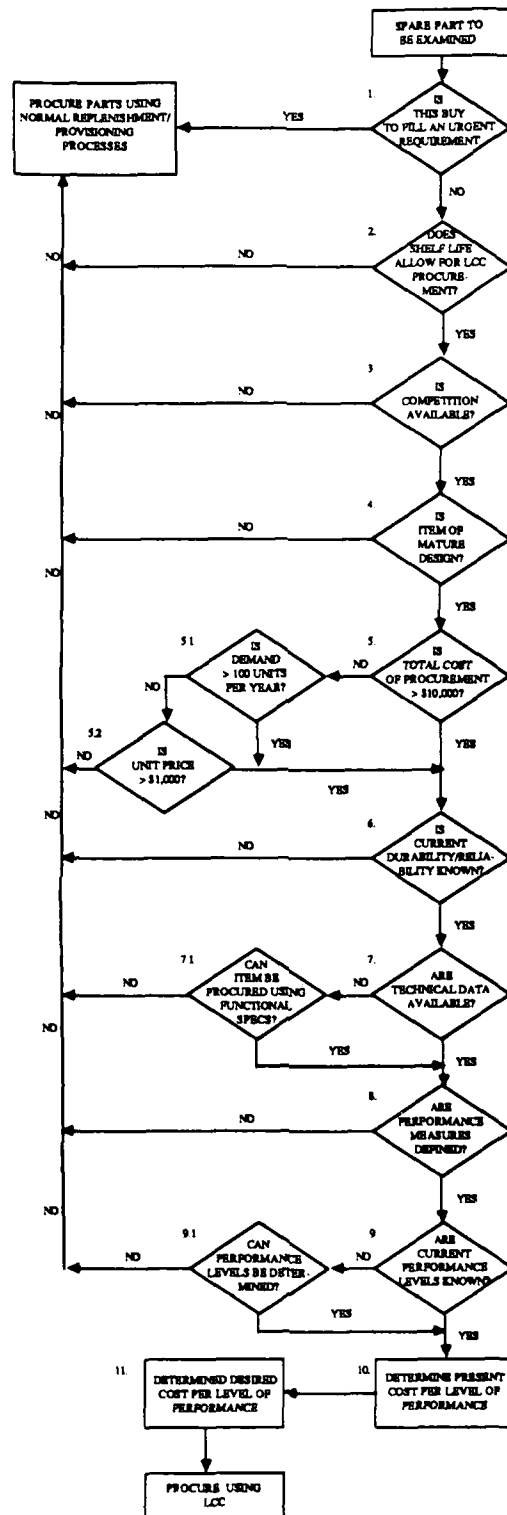 SPARE PART TO
BE EXAMINED
1.
IS
THIS BUY
TO FILL AN URGENT
REQUIREMENT
YES
PROCURE PARTS USING
NORMAL REPLENISHMENT/
PROVISIONING
PROCESSES
NO
NO
2.
DOES
SHELF LIFE
ALLOW FOR LCC
PROCURE-
MENT?
NO
NO
YES
3
IS
COMPETITION
AVAILABLE?
NO
NO
YES
4.
IS
ITEM OF
MATURE
DESIGN?
NO
NO
YES
5.
IS
TOTAL COST
OF PROCUREMENT
> $10,000?
NO
YES
5.1
IS
DEMAND
> 100 UNITS
PER YEAR?
NO
YES
5.2
IS
UNIT PRICE
> $1,000?
NO
YES
NO
6.
IS
CURRENT
DURABILITY/RELIA-
BILITY KNOWN?
NO
YES
NO
7.
ARE
TECHNICAL DATA
AVAILABLE?
NO
YES
7.1
CAN
ITEM BE
PROCURED USING
FUNCTIONAL
SPECS?
NO
YES
NO
8.
ARE
PERFORMANCE
MEASURES
DEFINED?
NO
YES
NO
9
ARE
CURRENT
PERFORMANCE
LEVELS KNOWN?
NO
YES
9.1
CAN
PERFORMANCE
LEVELS BE DETER-
MINED?
NO
YES
10.
DETERMINE PRESENT
COST PER LEVEL OF
PERFORMANCE
11.
DETERMINED DESIRED
COST PER LEVEL OF
PERFORMANCE
PROCURE USING
LCC